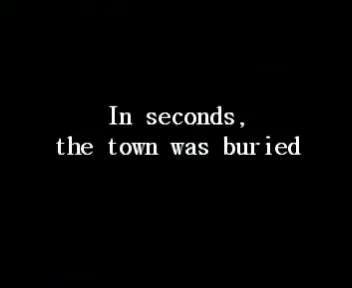 In seconds,
the town was buried